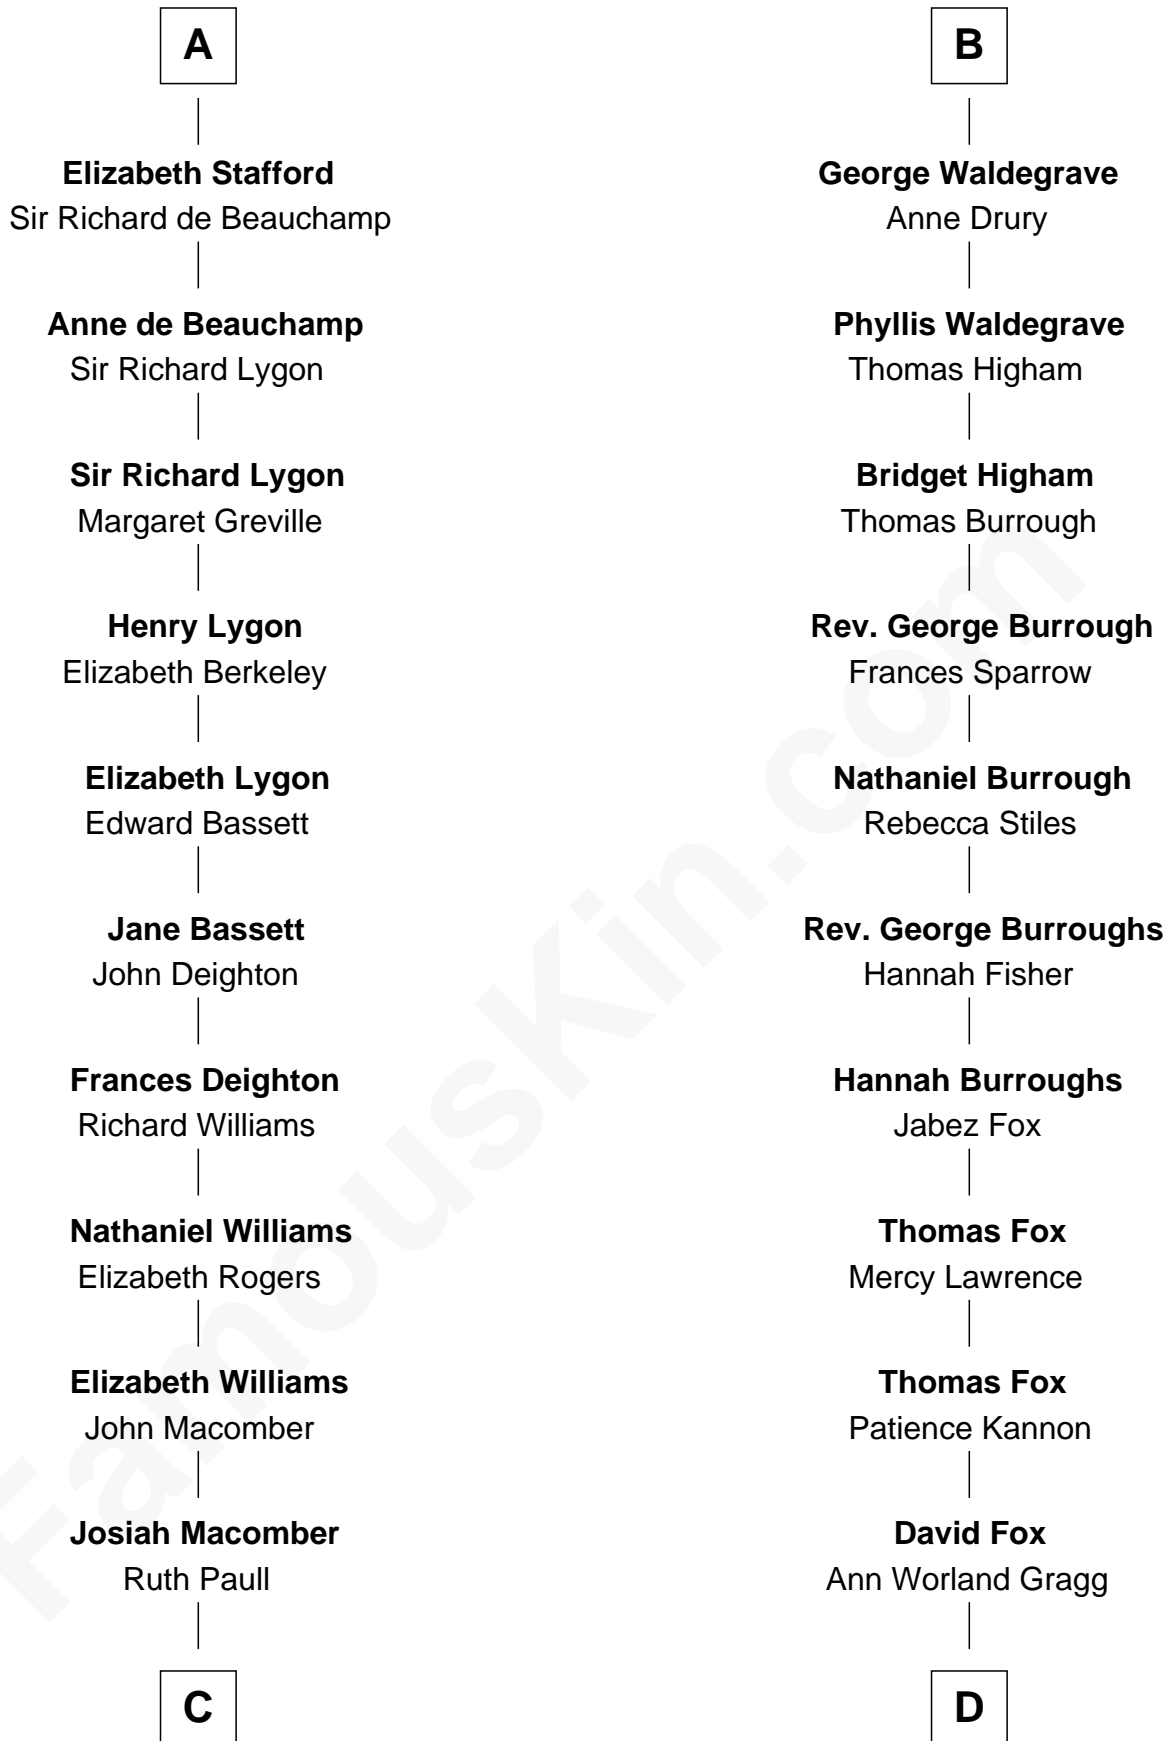 A
Elizabeth Stafford
Sir Richard de Beauchamp
Anne de Beauchamp
Sir Richard Lygon
Sir Richard Lygon
Margaret Greville
Henry Lygon
Elizabeth Berkeley
Elizabeth Lygon
Edward Bassett
Jane Bassett
John Deighton
Frances Deighton
Richard Williams
Nathaniel Williams
Elizabeth Rogers
Elizabeth Williams
John Macomber
Josiah Macomber
Ruth Paull
C
B
George Waldegrave
Anne Drury
Phyllis Waldegrave
Thomas Higham
Bridget Higham
Thomas Burrough
Rev. George Burrough
Frances Sparrow
Nathaniel Burrough
Rebecca Stiles
Rev. George Burroughs
Hannah Fisher
Hannah Burroughs
Jabez Fox
Thomas Fox
Mercy Lawrence
Thomas Fox
Patience Kannon
David Fox
Ann Worland Gragg
D
FamousKin.com